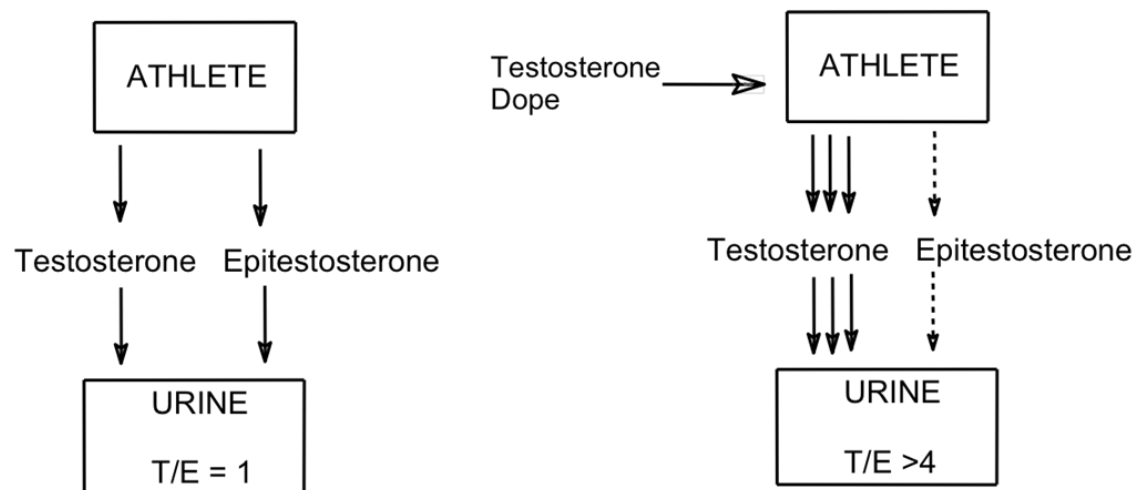 ATHLETE
Testosterone Epitestosterone
URINE
T/E = 1
Testosterone
Dope
ATHLETE
Testosterone Epitestosterone
URINE
T/E >4